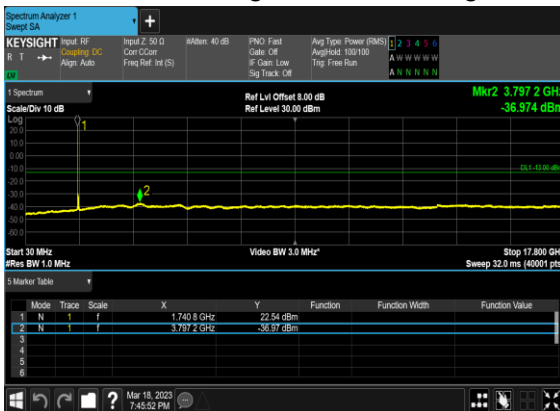 Spectrum Analyzer 1
Swept SA
KEYSIGHT Input: RF Input Z: 50 Ω #Atten: 40 dB PNO: Fast Avg Type: Power (RMS) 1 2 3 4 5 6
R T Coupling: DC Corr CCorr Gate: Off Avg|Hold: 100/100 A W W W W W
Align: Auto Freq Ref: Int (S) IF Gain: Low Trig: Free Run
Sig Track: Off A N N N N N
1 Spectrum Ref Lvl Offset 8.00 dB Mkr2 3.797 2 GHz
Scale/Div 10 dB Ref Level 30.00 dBm -36.974 dBm
Log
20.0
10.0
0.00
-10.0 DL1 -13.00 dBm
-20.0
-30.0
-40.0
-50.0
-60.0
1
2
Start 30 MHz Video BW 3.0 MHz* Stop 17.800 GHz
#Res BW 1.0 MHz Sweep 32.0 ms (40001 pts
5 Marker Table
Mode Trace Scale X Y Function Function Width Function Value
1 N 1 f 1.740 8 GHz 22.54 dBm
2 N 1 f 3.797 2 GHz -36.97 dBm
3
4
5
6
? Mar 18, 2023
7:45:52 PM